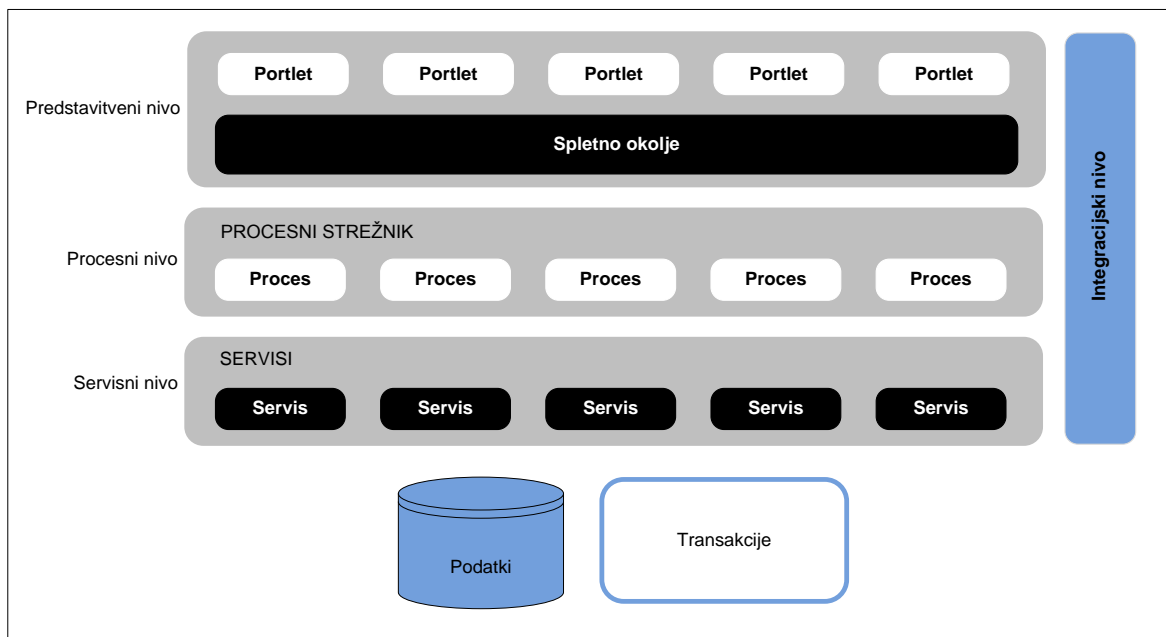 Portlet Portlet Portlet Portlet Portlet
Predstavitveni nivo
Spletno okolje
PROCESNI STREŽNIK
Procesni nivo
Proces Proces Proces Proces Proces
SERVISI
Servisni nivo
Servis Servis Servis Servis Servis
Integracijski nivo
Podatki
Transakcije